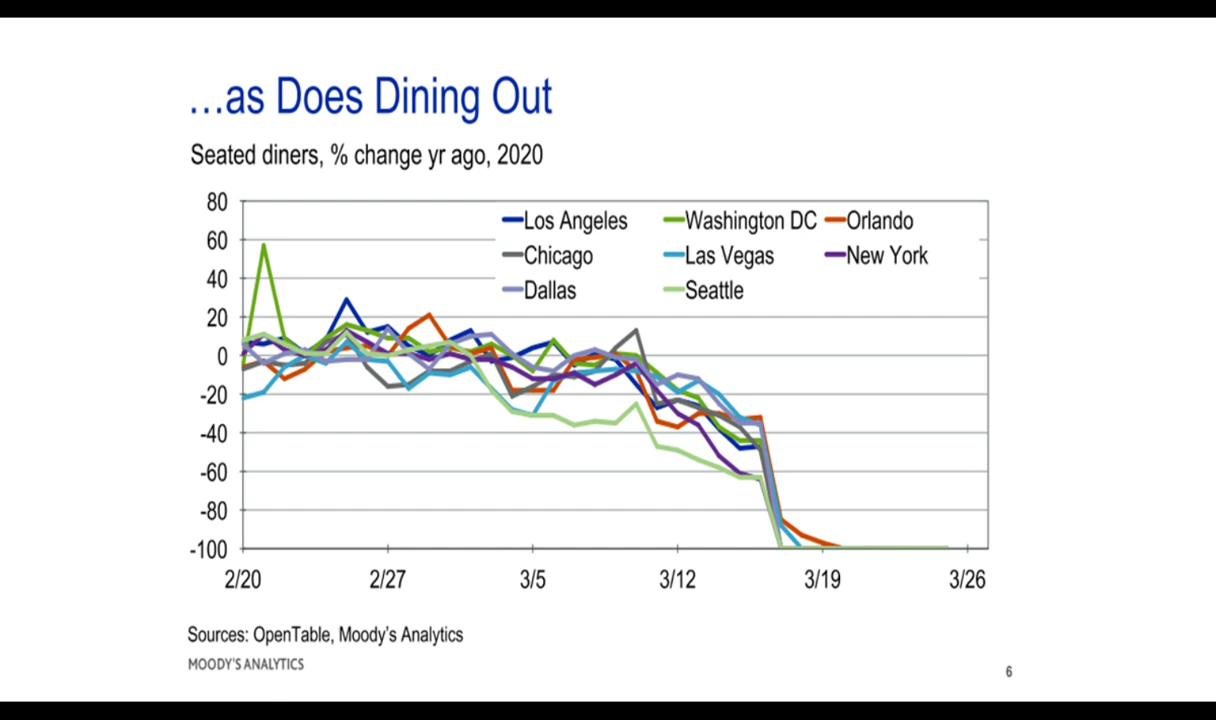 …as Does Dining Out
Seated diners, % change yr ago, 2020
80
60
40
20
0
-20
-40
-60
-80
-100
Los Angeles Washington DC Orlando
Chicago Las Vegas New York
Dallas Seattle
2/20 2/27 3/5 3/12 3/19 3/26
Sources: OpenTable, Moody's Analytics
MOODY'S ANALYTICS
6